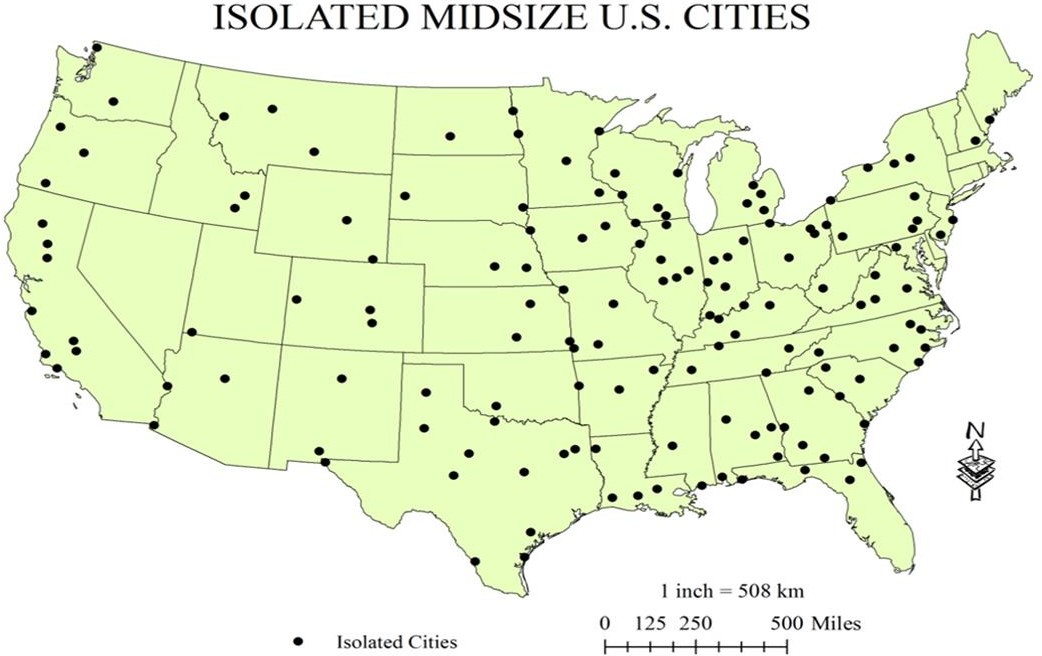 ISOLATED MIDSIZE U.S. CITIES
N
1 inch = 508 km
0 125 250 500 Miles
Isolated Cities